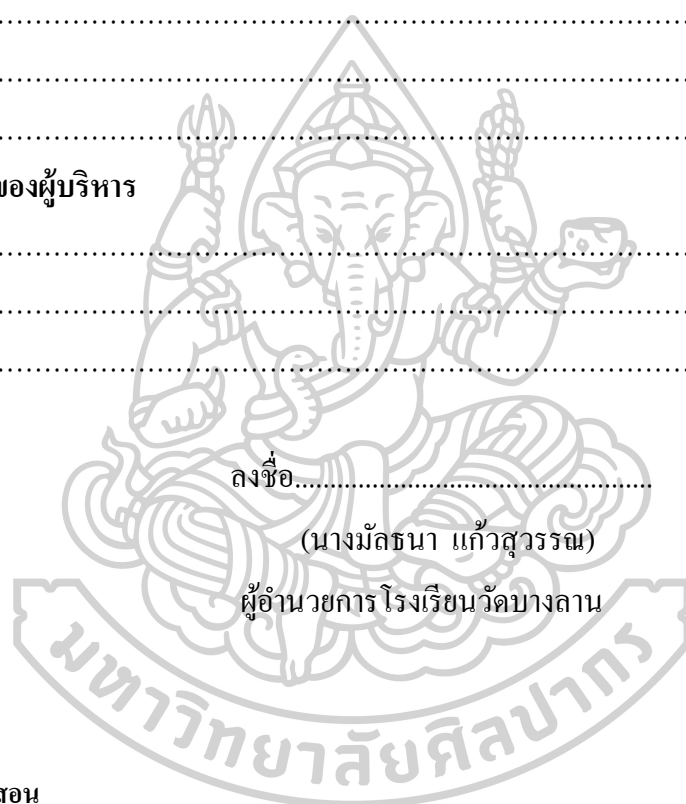 ........................................................................
........................................................................
........................................................................
ของผู้บริหาร
........................................................................
........................................................................
........................................................................
ลงชื่อ...................................................
(นางมัลธนา แก้วสุวรรณ)
ผู้อำนวยการโรงเรียนวัดบางลาน
มหาวิทยาลัยศิลปากร
สอน